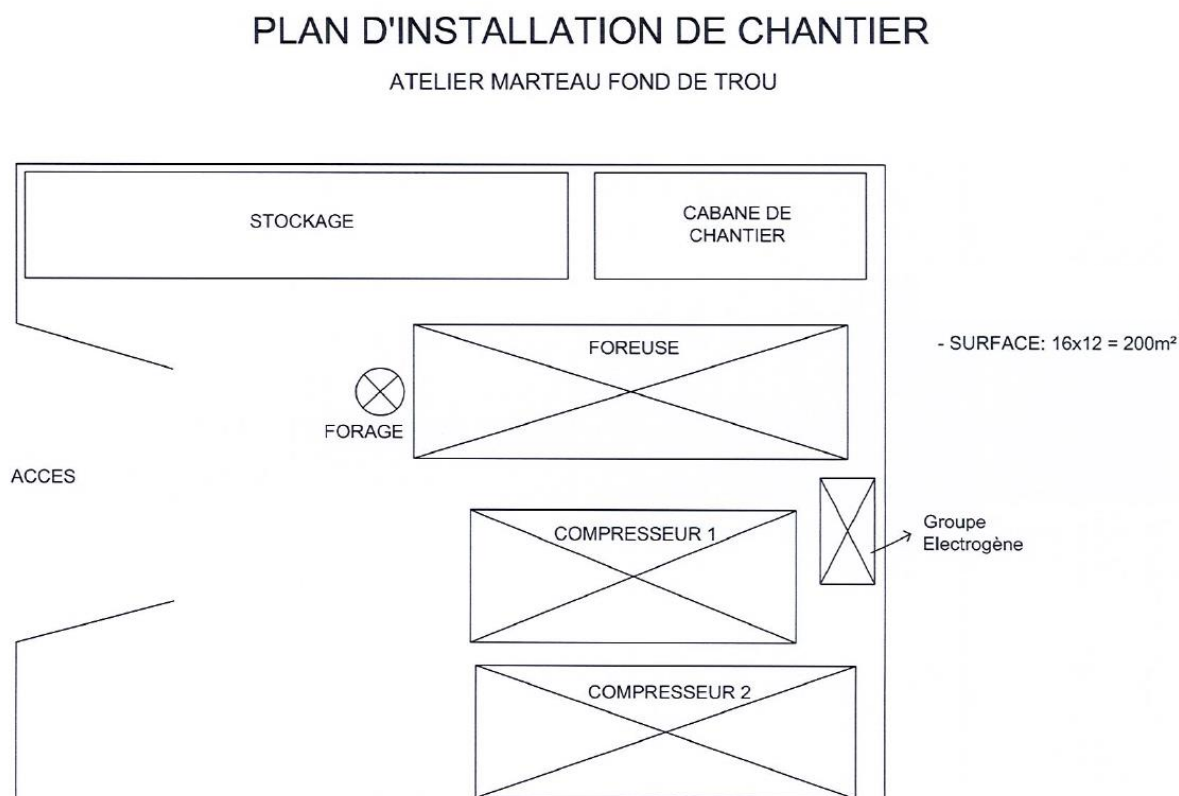 PLAN D'INSTALLATION DE CHANTIER
ATELIER MARTEAU FOND DE TROU
STOCKAGE
CABANE DE
CHANTIER
FOREUSE
- SURFACE: 16x12 = 200m²
FORAGE
ACCES
COMPRESSEUR 1
Groupe
Electrogène
COMPRESSEUR 2